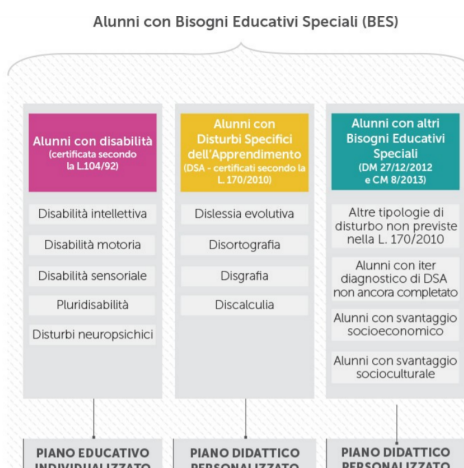 Alunni con Bisogni Educativi Speciali (BES)
Alunni con disabilità
(certificata secondo
la L.104/92)
Disabilità intellettiva
Disabilità motoria
Disabilità sensoriale
Pluridisabilità
Disturbi neuropsichici
PIANO EDUCATIVO
INDIVIDUALIZZATO
Alunni con
Disturbi Specifici
dell'Apprendimento
(DSA - certificati secondo la
L. 170/2010)
Dislessia evolutiva
Disortografia
Disgrafia
Discalculia
PIANO DIDATTICO
PERSONALIZZATO
Alunni con altri
Bisogni Educativi
Speciali
(DM 27/12/2012
e CM 8/2013)
Altre tipologie di
disturbo non previste
nella L. 170/2010
Alunni con iter
diagnostico di DSA
non ancora completato
Alunni con svantaggio
socioeconomico
Alunni con svantaggio
socioculturale
PIANO DIDATTICO
PERSONALIZZATO